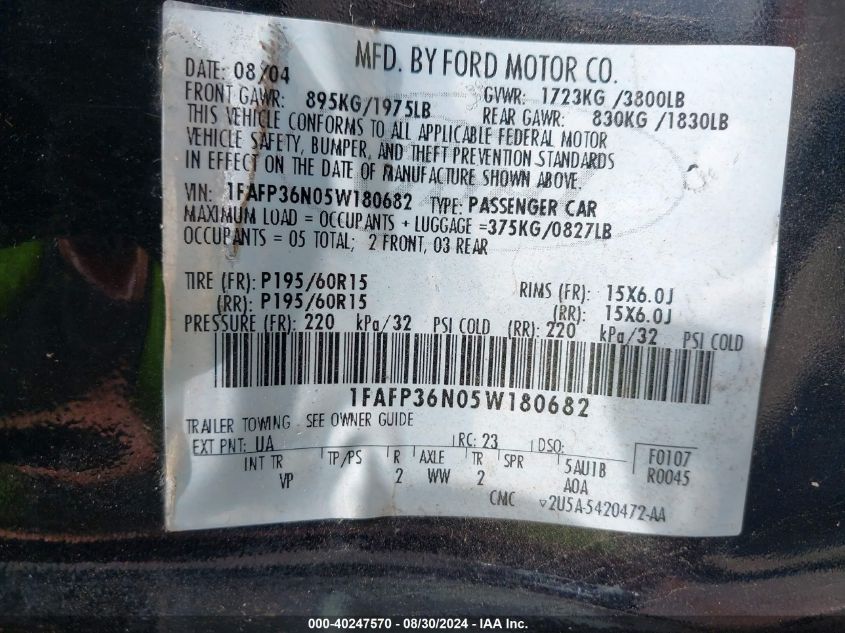 MFD. BY FORD MOTOR CO.
DATE: 08/04 GVWR: 1723KG /3800LB
FRONT GAWR: 895KG/1975LB REAR GAWR: 830KG /1830LB
THIS VEHICLE CONFORMS TO ALL APPLICABLE FEDERAL MOTOR
VEHICLE SAFETY, BUMPER, AND THEFT PREVENTION STANDARDS
IN EFFECT ON THE DATE OF MANUFACTURE SHOWN ABOVE.
VIN: 1FAFP36N05W180682 TYPE: PASSENGER CAR
MAXIMUM LOAD = OCCUPANTS + LUGGAGE =375KG/0827LB
OCCUPANTS = 05 TOTAL; 2 FRONT, 03 REAR
TIRE (FR): P195/60R15 RIMS (FR): 15X6.0J
(RR): P195/60R15 (RR): 15X6.0J
PRESSURE (FR): 220 kPa/32 PSI COLD (RR): 220 kPa/32 PSI COLD
1FAFP36N05W180682
TRAILER TOWING - SEE OWNER GUIDE
EXT PNT: UA RC: 23 DSO: F0107
INT TR TP/PS R AXLE TR SPR 5AU1B R0045
VP 2 WW 2 A0A
CMC 2U5A-5420472-AA
000-40247570 - 08/30/2024 - IAA Inc.